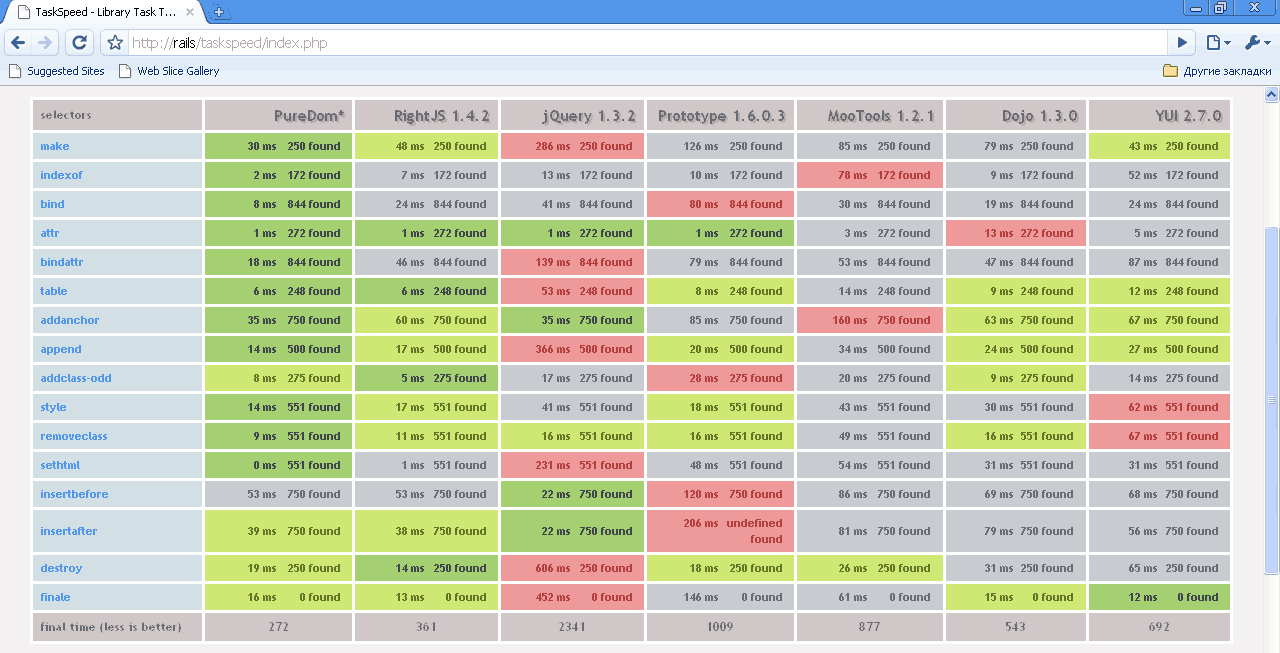 TaskSpeed - Library Task T...
http://rails/taskspeed/index.php
Suggested Sites Web Slice Gallery Другие закладки
selectors PureDom* RightJS 1.4.2 jQuery 1.3.2 Prototype 1.6.0.3 MooTools 1.2.1 Dojo 1.3.0 YUI 2.7.0
make 30 ms 250 found 48 ms 250 found 286 ms 250 found 126 ms 250 found 85 ms 250 found 79 ms 250 found 43 ms 250 found
indexof 2 ms 172 found 7 ms 172 found 13 ms 172 found 10 ms 172 found 78 ms 172 found 9 ms 172 found 52 ms 172 found
bind 8 ms 844 found 24 ms 844 found 41 ms 844 found 80 ms 844 found 30 ms 844 found 19 ms 844 found 24 ms 844 found
attr 1 ms 272 found 1 ms 272 found 1 ms 272 found 1 ms 272 found 3 ms 272 found 13 ms 272 found 5 ms 272 found
bindattr 18 ms 844 found 46 ms 844 found 139 ms 844 found 79 ms 844 found 53 ms 844 found 47 ms 844 found 87 ms 844 found
table 6 ms 248 found 6 ms 248 found 53 ms 248 found 8 ms 248 found 14 ms 248 found 9 ms 248 found 12 ms 248 found
addanchor 35 ms 750 found 60 ms 750 found 35 ms 750 found 85 ms 750 found 160 ms 750 found 63 ms 750 found 67 ms 750 found
append 14 ms 500 found 17 ms 500 found 366 ms 500 found 20 ms 500 found 34 ms 500 found 24 ms 500 found 27 ms 500 found
addclass-odd 8 ms 275 found 5 ms 275 found 17 ms 275 found 28 ms 275 found 20 ms 275 found 9 ms 275 found 14 ms 275 found
style 14 ms 551 found 17 ms 551 found 41 ms 551 found 18 ms 551 found 43 ms 551 found 30 ms 551 found 62 ms 551 found
removeclass 9 ms 551 found 11 ms 551 found 16 ms 551 found 16 ms 551 found 49 ms 551 found 16 ms 551 found 67 ms 551 found
sethtml 0 ms 551 found 1 ms 551 found 231 ms 551 found 48 ms 551 found 54 ms 551 found 31 ms 551 found 31 ms 551 found
insertbefore 53 ms 750 found 53 ms 750 found 22 ms 750 found 120 ms 750 found 86 ms 750 found 69 ms 750 found 68 ms 750 found
insertafter 39 ms 750 found 38 ms 750 found 22 ms 750 found 206 ms undefined found 81 ms 750 found 79 ms 750 found 56 ms 750 found
destroy 19 ms 250 found 14 ms 250 found 606 ms 250 found 18 ms 250 found 26 ms 250 found 31 ms 250 found 65 ms 250 found
finale 16 ms 0 found 13 ms 0 found 452 ms 0 found 146 ms 0 found 61 ms 0 found 15 ms 0 found 12 ms 0 found
final time (less is better) 272 361 2341 1009 877 543 692